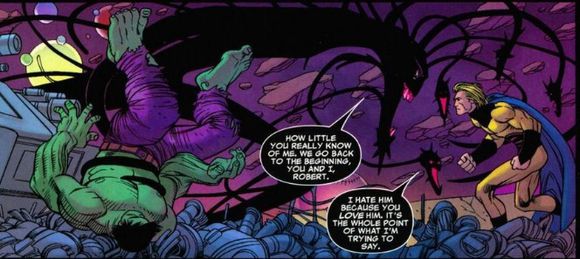 HOW LITTLE
YOU REALLY KNOW
OF ME. WE GO BACK
TO THE BEGINNING,
YOU AND I,
ROBERT.
I HATE HIM
BECAUSE YOU
LOVE HIM. IT'S
THE WHOLE POINT
OF WHAT I'M
TRYING TO
SAY.